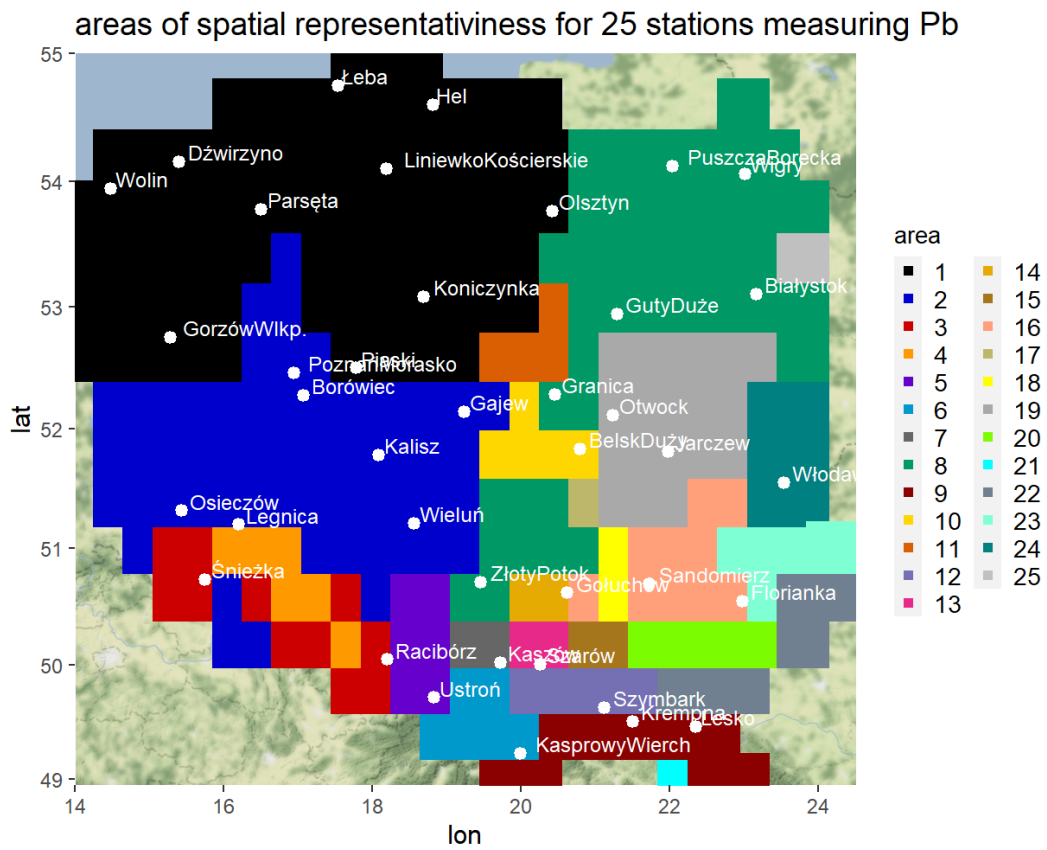 areas of spatial representativiness for 25 stations measuring Pb
55
54
53
52
51
50
49
lat
14
16
18
20
22
24
lon
Łeba
Hel
Dźwirzyno
LiniewkoKościerskie
PuszczaBorecka
Wigry
Wolin
Parsęta
Olsztyn
Koniczynka
Białystok
GutyDuże
GorzówWlkp.
Piaski
PoznańMorasko
Borówiec
Granica
Gajew
Otwock
Kalisz
BelskDuży
Jarczew
Włodaw
Osieczów
Legnica
Wieluń
Śnieżka
ZłotyPotok
Gołuchów
Sandomierz
Florianka
Racibórz
Kaszów
Szarów
Ustroń
Szymbark
Krempna
Lesko
KasprowyWierch
area
1
2
3
4
5
6
7
8
9
10
11
12
13
14
15
16
17
18
19
20
21
22
23
24
25